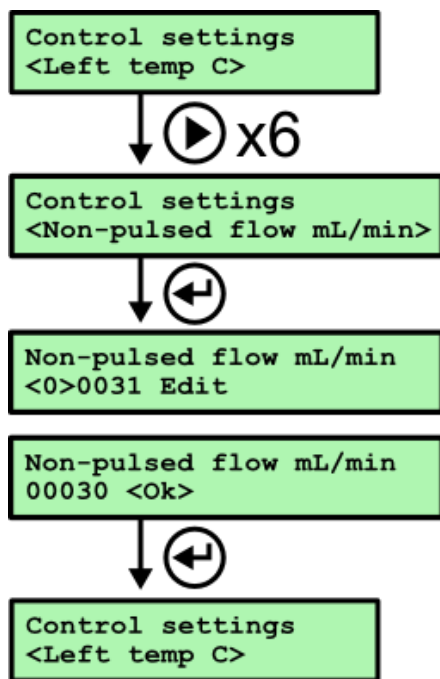 Control settings
<Left temp C>
x6
Control settings
<Non-pulsed flow mL/min>
Non-pulsed flow mL/min
<0>0031 Edit
Non-pulsed flow mL/min
00030 <Ok>
Control settings
<Left temp C>